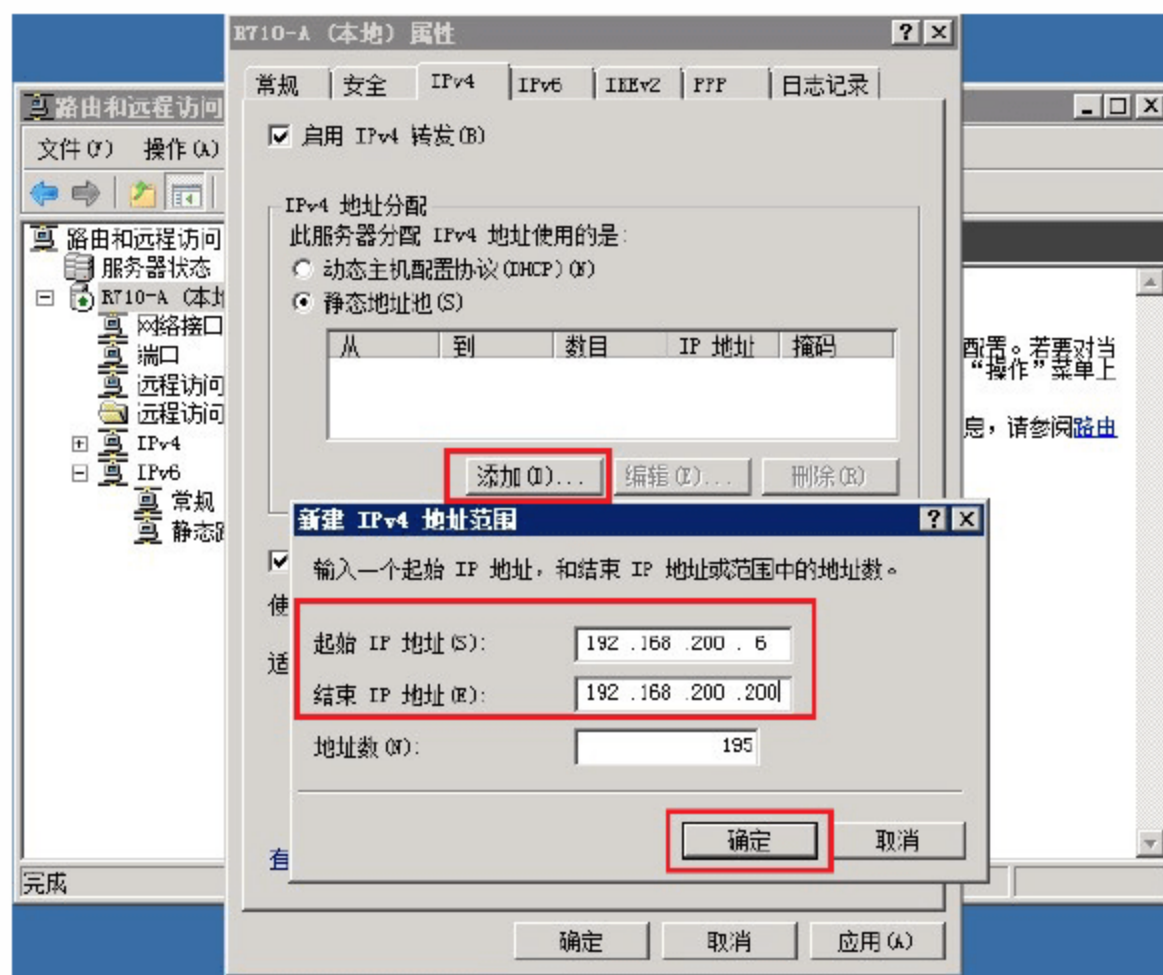 R710-A (本地) 属性
常规 安全 IPv4 IPv6 IKEv2 PPP 日志记录
启用 IPv4 转发(B)
IPv4 地址分配
此服务器分配 IPv4 地址使用的是:
动态主机配置协议(DHCP)(N)
静态地址池(S)
从 到 数目 IP 地址 掩码
添加(D)... 编辑(E)... 删除(R)
使
适
有
确定 取消 应用(A)
新建 IPv4 地址范围
输入一个起始 IP 地址，和结束 IP 地址或范围中的地址数。
起始 IP 地址(S): 192 .168 .200 . 6
结束 IP 地址(E): 192 .168 .200 .200
地址数(N): 195
确定 取消
路由和远程访问
文件(F) 操作(A)
路由和远程访问
服务器状态
R710-A (本地
网络接口
端口
远程访问
远程访问
IPv4
IPv6
常规
静态路
完成
配置。若要对当
“操作”菜单上
息，请参阅路由